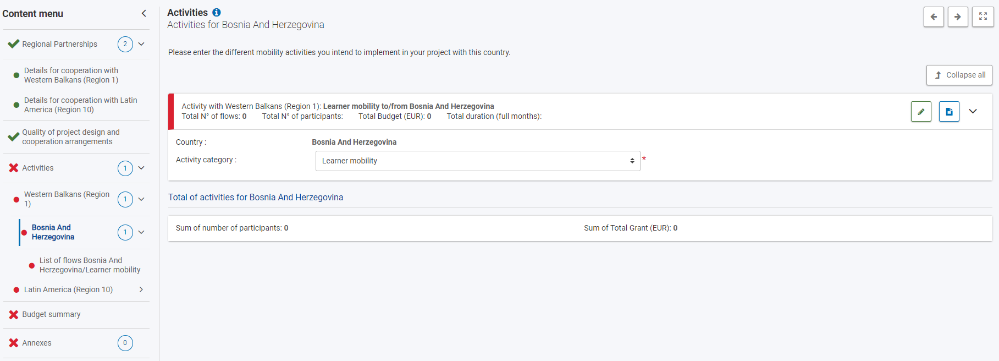 Content menu
Regional Partnerships 2
Details for cooperation with
Western Balkans (Region 1)
Details for cooperation with Latin
America (Region 10)
Quality of project design and
cooperation arrangements
Activities 1
Western Balkans (Region
1) 1
Bosnia And
Herzegovina 1
List of flows Bosnia And
Herzegovina/Learner mobility
Latin America (Region 10)
Budget summary
Annexes 0
Activities
Activities for Bosnia And Herzegovina
Please enter the different mobility activities you intend to implement in your project with this country.
Collapse all
Activity with Western Balkans (Region 1): Learner mobility to/from Bosnia And Herzegovina
Total N° of flows: 0 Total N° of participants: Total Budget (EUR): 0 Total duration (full months):
Country : Bosnia And Herzegovina
Activity category : Learner mobility *
Total of activities for Bosnia And Herzegovina
Sum of number of participants: 0 Sum of Total Grant (EUR): 0